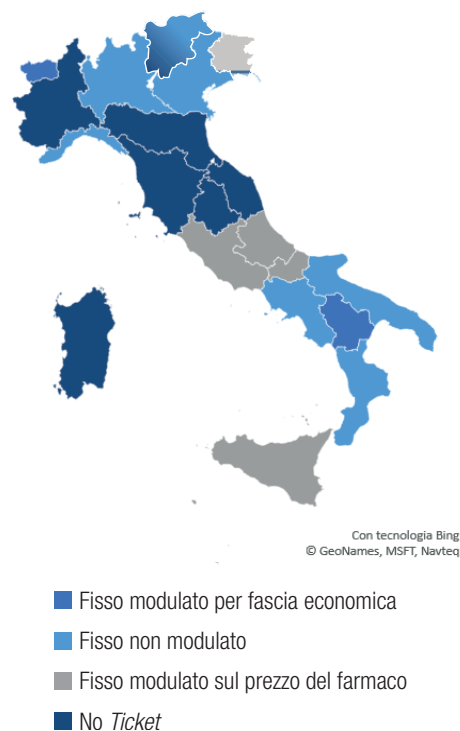 Con tecnologia Bing
© GeoNames, MSFT, Navteq
Fisso modulato per fascia economica
Fisso non modulato
Fisso modulato sul prezzo del farmaco
No Ticket